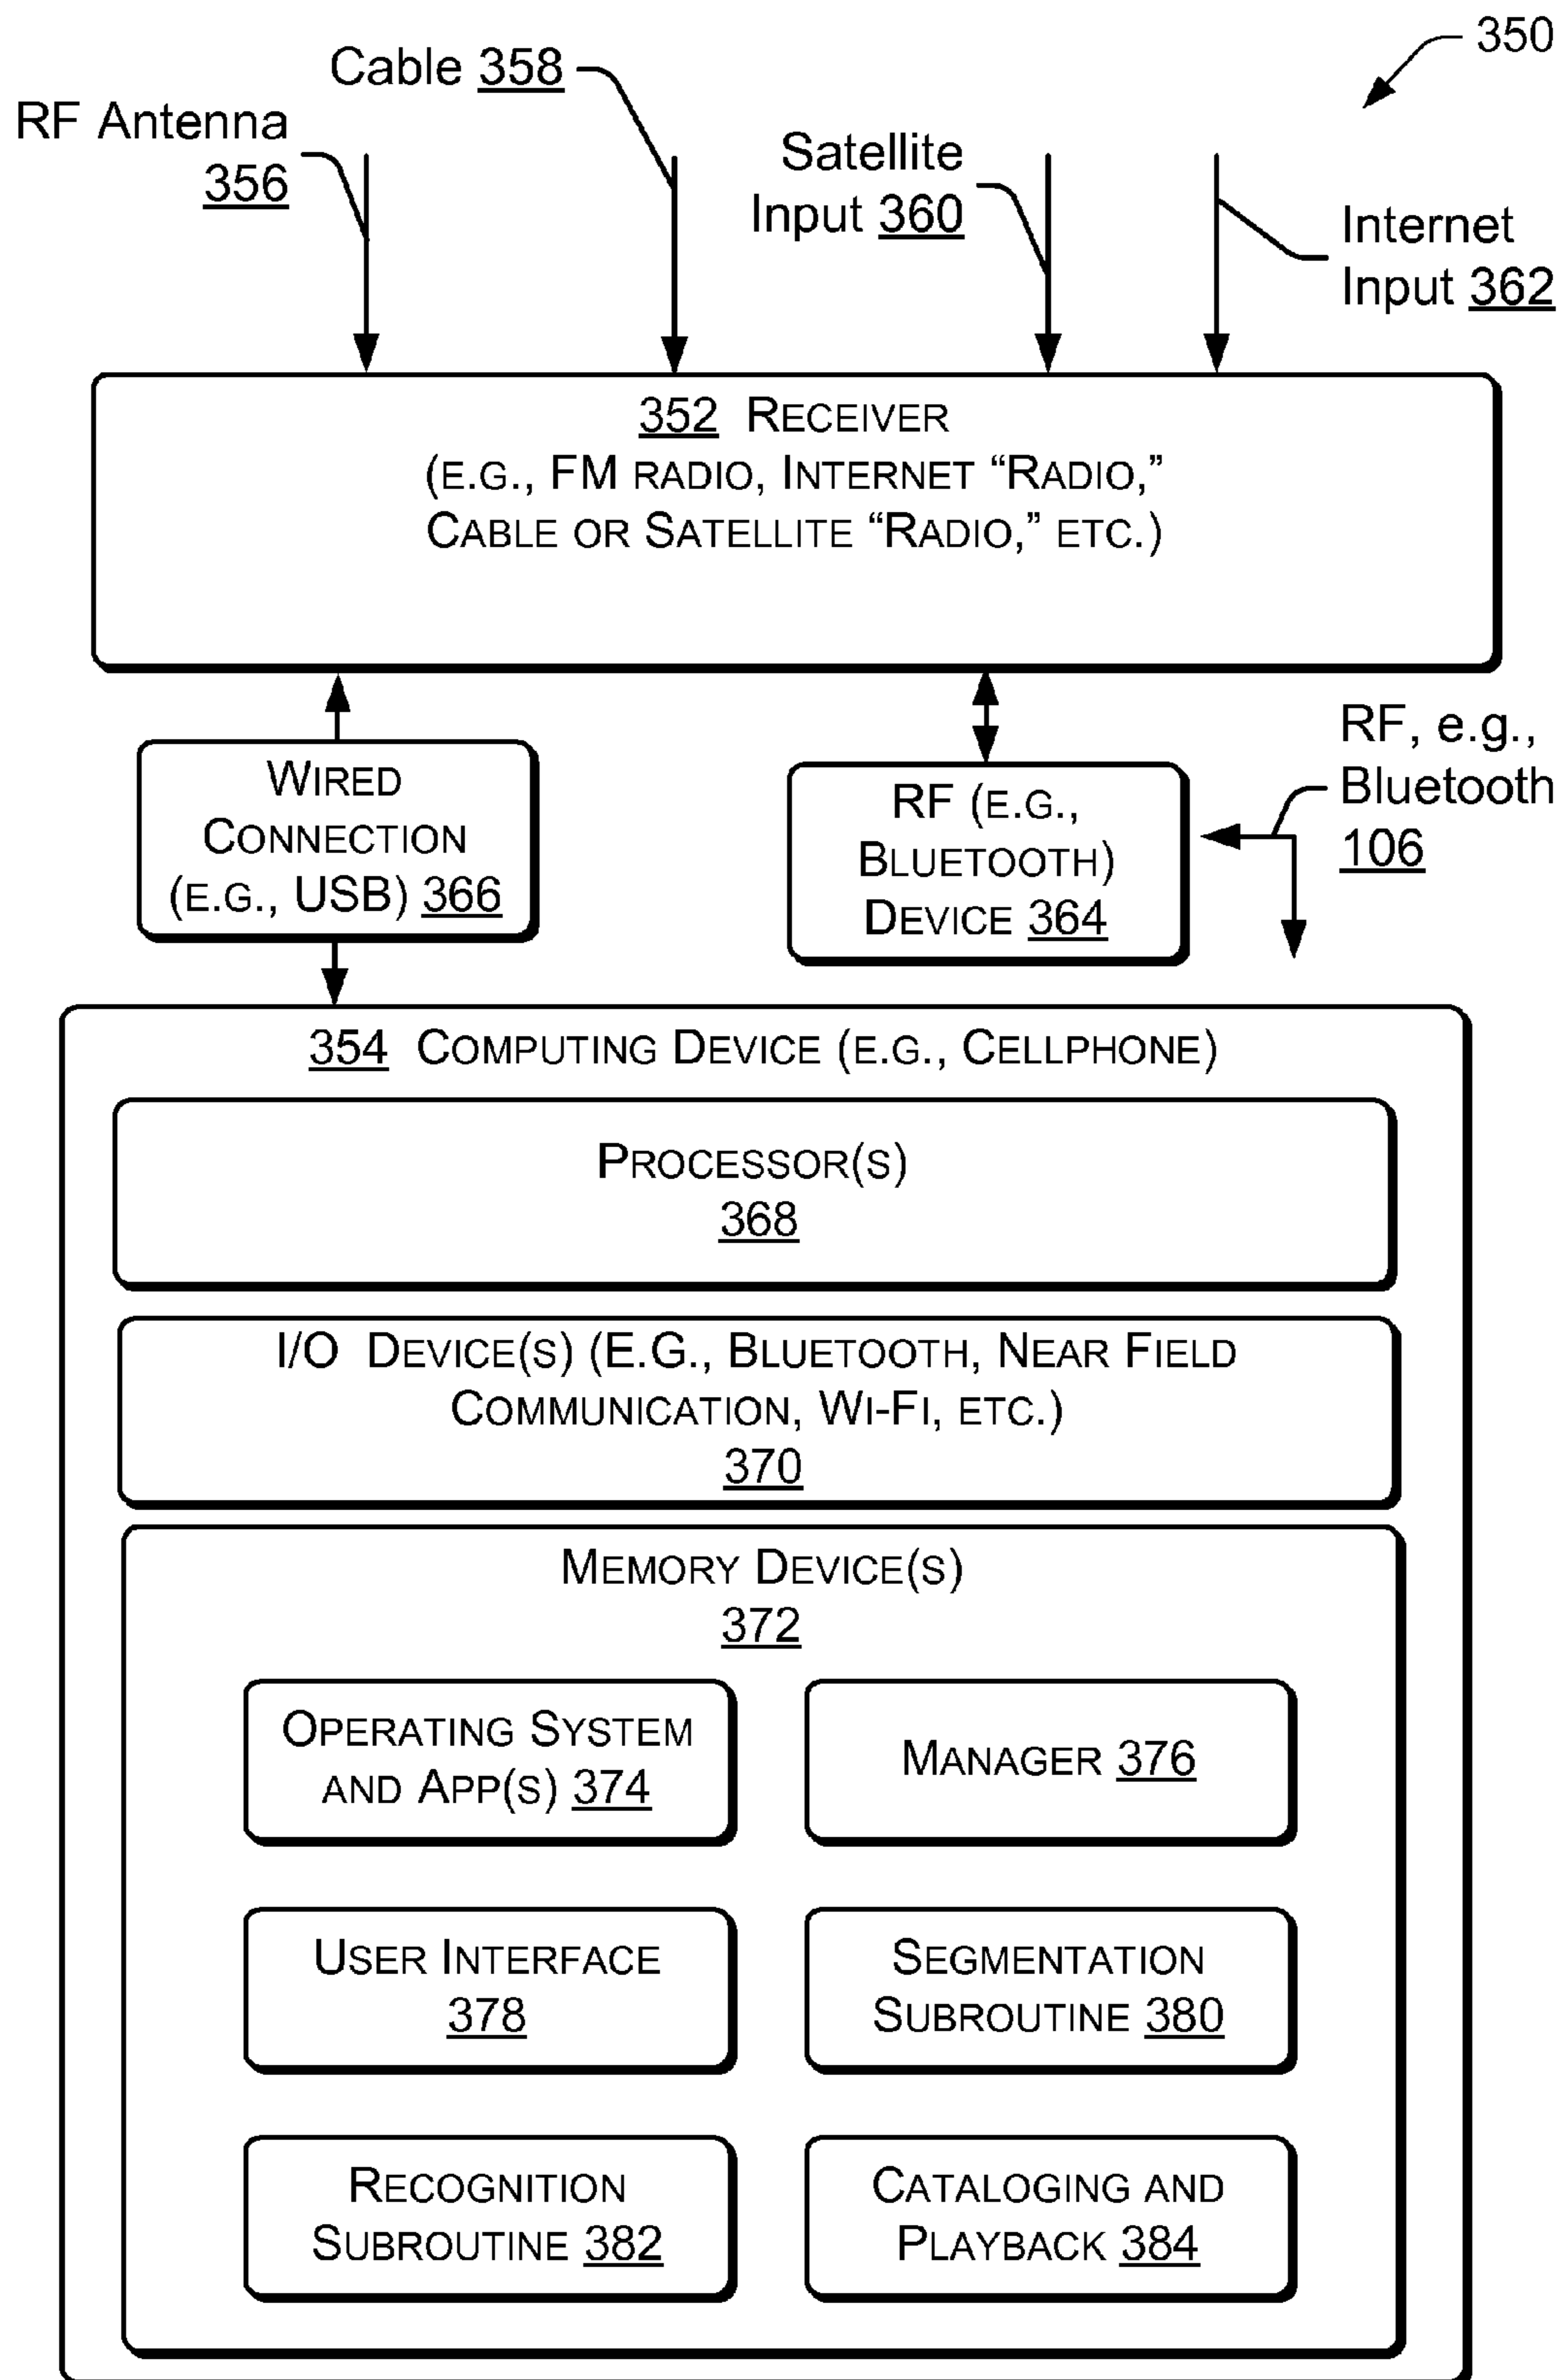 350
Cable 358
RF Antenna
356
Satellite
Input 360
Internet
Input 362
352 RECEIVER
(E.G., FM RADIO, INTERNET “RADIO,”
CABLE OR SATELLITE “RADIO,” ETC.)
WIRED
CONNECTION
(E.G., USB) 366
RF (E.G.,
BLUETOOTH)
DEVICE 364
RF, e.g.,
Bluetooth
106
354 COMPUTING DEVICE (E.G., CELLPHONE)
PROCESSOR(S)
368
I/O DEVICE(S) (E.G., BLUETOOTH, NEAR FIELD
COMMUNICATION, WI-FI, ETC.)
370
MEMORY DEVICE(S)
372
OPERATING SYSTEM
AND APP(S) 374
MANAGER 376
USER INTERFACE
378
SEGMENTATION
SUBROUTINE 380
RECOGNITION
SUBROUTINE 382
CATALOGING AND
PLAYBACK 384